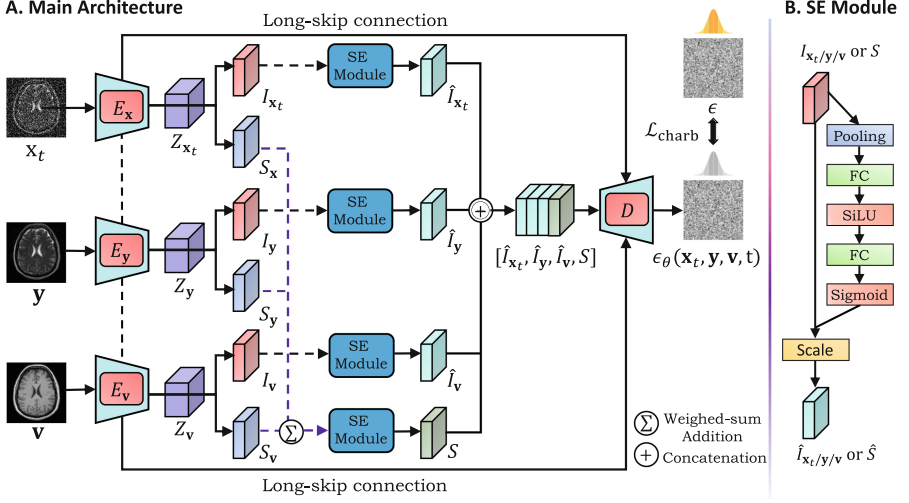 A. Main Architecture
Long-skip connection
B. SE Module
E_x
x_t
Z_{x_t}
I_{x_t}
SE
Module
Î_{x_t}
S_x
ϵ
ℒ_charb
E_y
y
Z_y
I_y
SE
Module
Î_y
S_y
+
[Î_{x_t}, Î_y, Î_v, S]
D
ϵ_θ(x_t, y, v, t)
E_v
v
Z_v
I_v
SE
Module
Î_v
S_v
Σ
SE
Module
S
Σ Weighed-sum
Addition
+ Concatenation
Long-skip connection
I_{x_t/y/v} or S
Pooling
FC
SiLU
FC
Sigmoid
Scale
Î_{x_t/y/v} or Ŝ